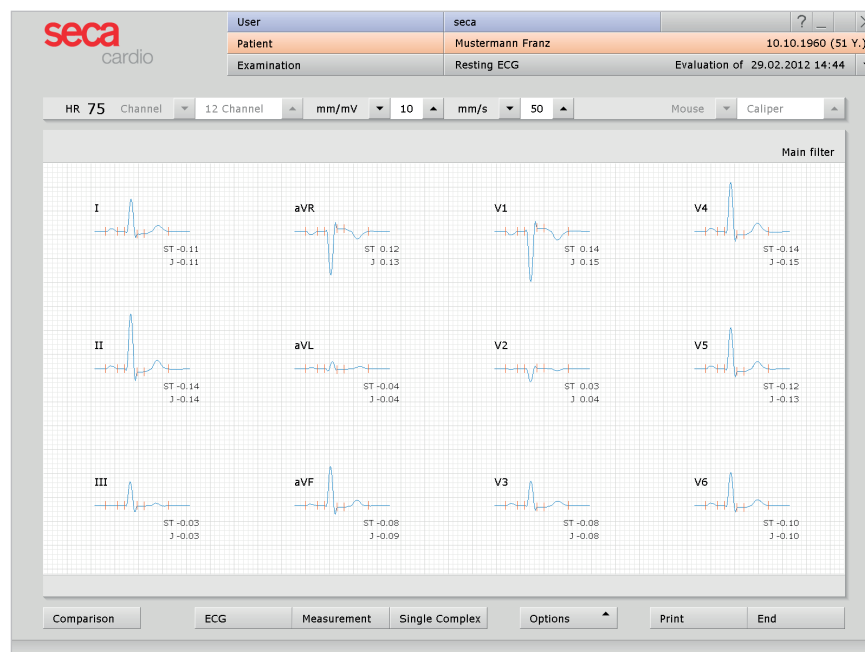 seca
cardio
User seca ? _
Patient Mustermann Franz 10.10.1960 (51 Y.)
Examination Resting ECG Evaluation of 29.02.2012 14:44
HR 75 Channel 12 Channel mm/mV 10 mm/s 50 Mouse Caliper
Main filter
I aVR V1 V4
ST -0.11 ST 0.12 ST 0.14 ST -0.14
J -0.11 J 0.13 J 0.15 J -0.15
II aVL V2 V5
ST -0.14 ST -0.04 ST 0.03 ST -0.12
J -0.14 J -0.04 J 0.04 J -0.13
III aVF V3 V6
ST -0.03 ST -0.08 ST -0.08 ST -0.10
J -0.03 J -0.09 J -0.08 J -0.10
Comparison ECG Measurement Single Complex Options Print End